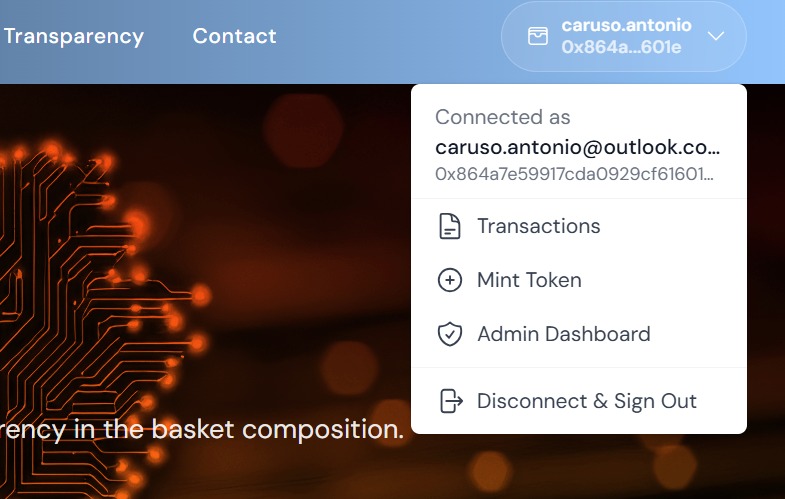 Transparency Contact
caruso.antonio
0x864a...601e
Connected as
caruso.antonio@outlook.co...
0x864a7e59917cda0929cf61601...
Transactions
Mint Token
Admin Dashboard
Disconnect & Sign Out
rency in the basket composition.